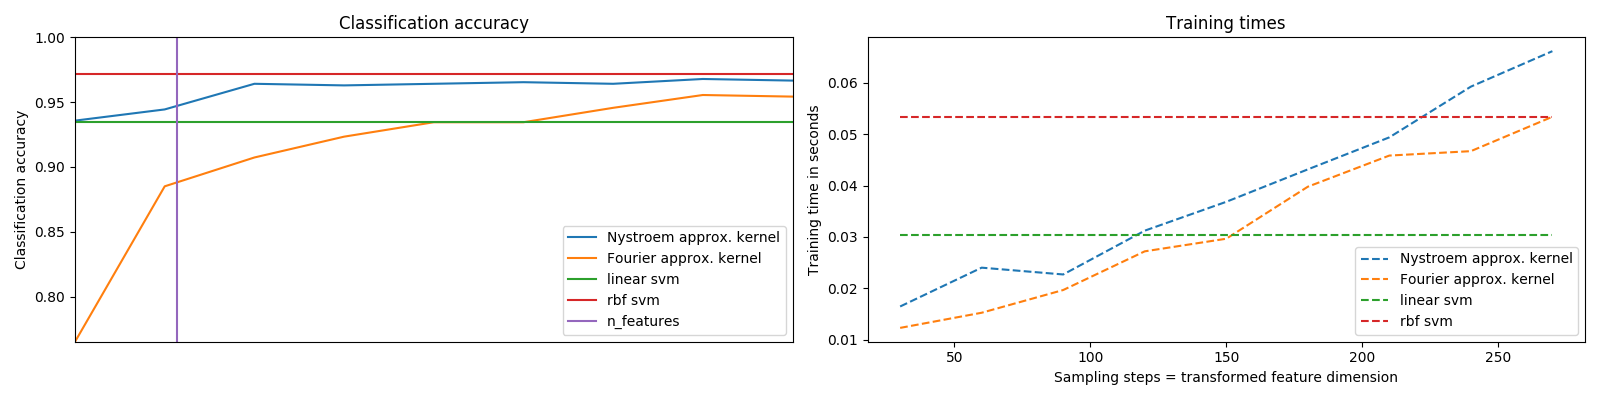 Classification accuracy
1.00
0.95
0.90
0.85
0.80
Classification accuracy
Nystroem approx. kernel
Fourier approx. kernel
linear svm
rbf svm
n_features
Training times
0.06
0.05
0.04
0.03
0.02
0.01
Training time in seconds
Nystroem approx. kernel
Fourier approx. kernel
linear svm
rbf svm
50 100 150 200 250
Sampling steps = transformed feature dimension